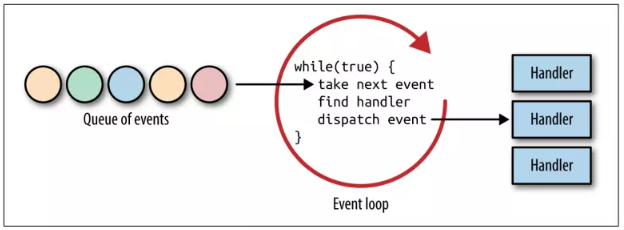 Queue of events
while(true) {
take next event
find handler
dispatch event
}
Event loop
Handler
Handler
Handler